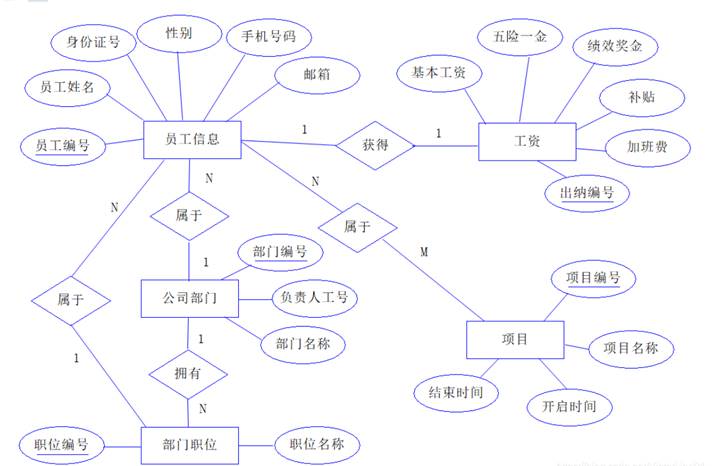 性别
身份证号
手机号码
五险一金
绩效奖金
员工姓名
邮箱
基本工资
补贴
员工编号
员工信息
1
获得
1
工资
加班费
出纳编号
N
N
N
属于
属于
部门编号
M
1
项目编号
属于
公司部门
负责人工号
1
部门名称
项目
项目名称
1
拥有
结束时间
开启时间
N
职位编号
部门职位
职位名称